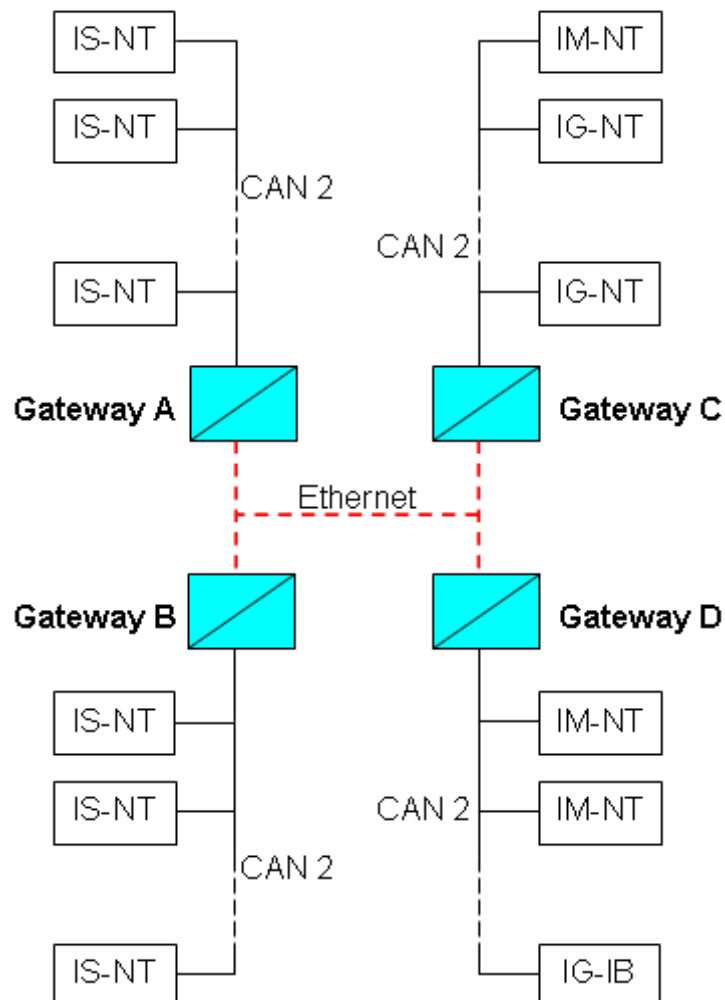 IS-NT
IM-NT
IS-NT
IG-NT
CAN 2
CAN 2
IS-NT
IG-NT
Gateway A
Gateway C
Ethernet
Gateway B
Gateway D
IS-NT
IM-NT
IS-NT
CAN 2
IM-NT
CAN 2
IS-NT
IG-IB